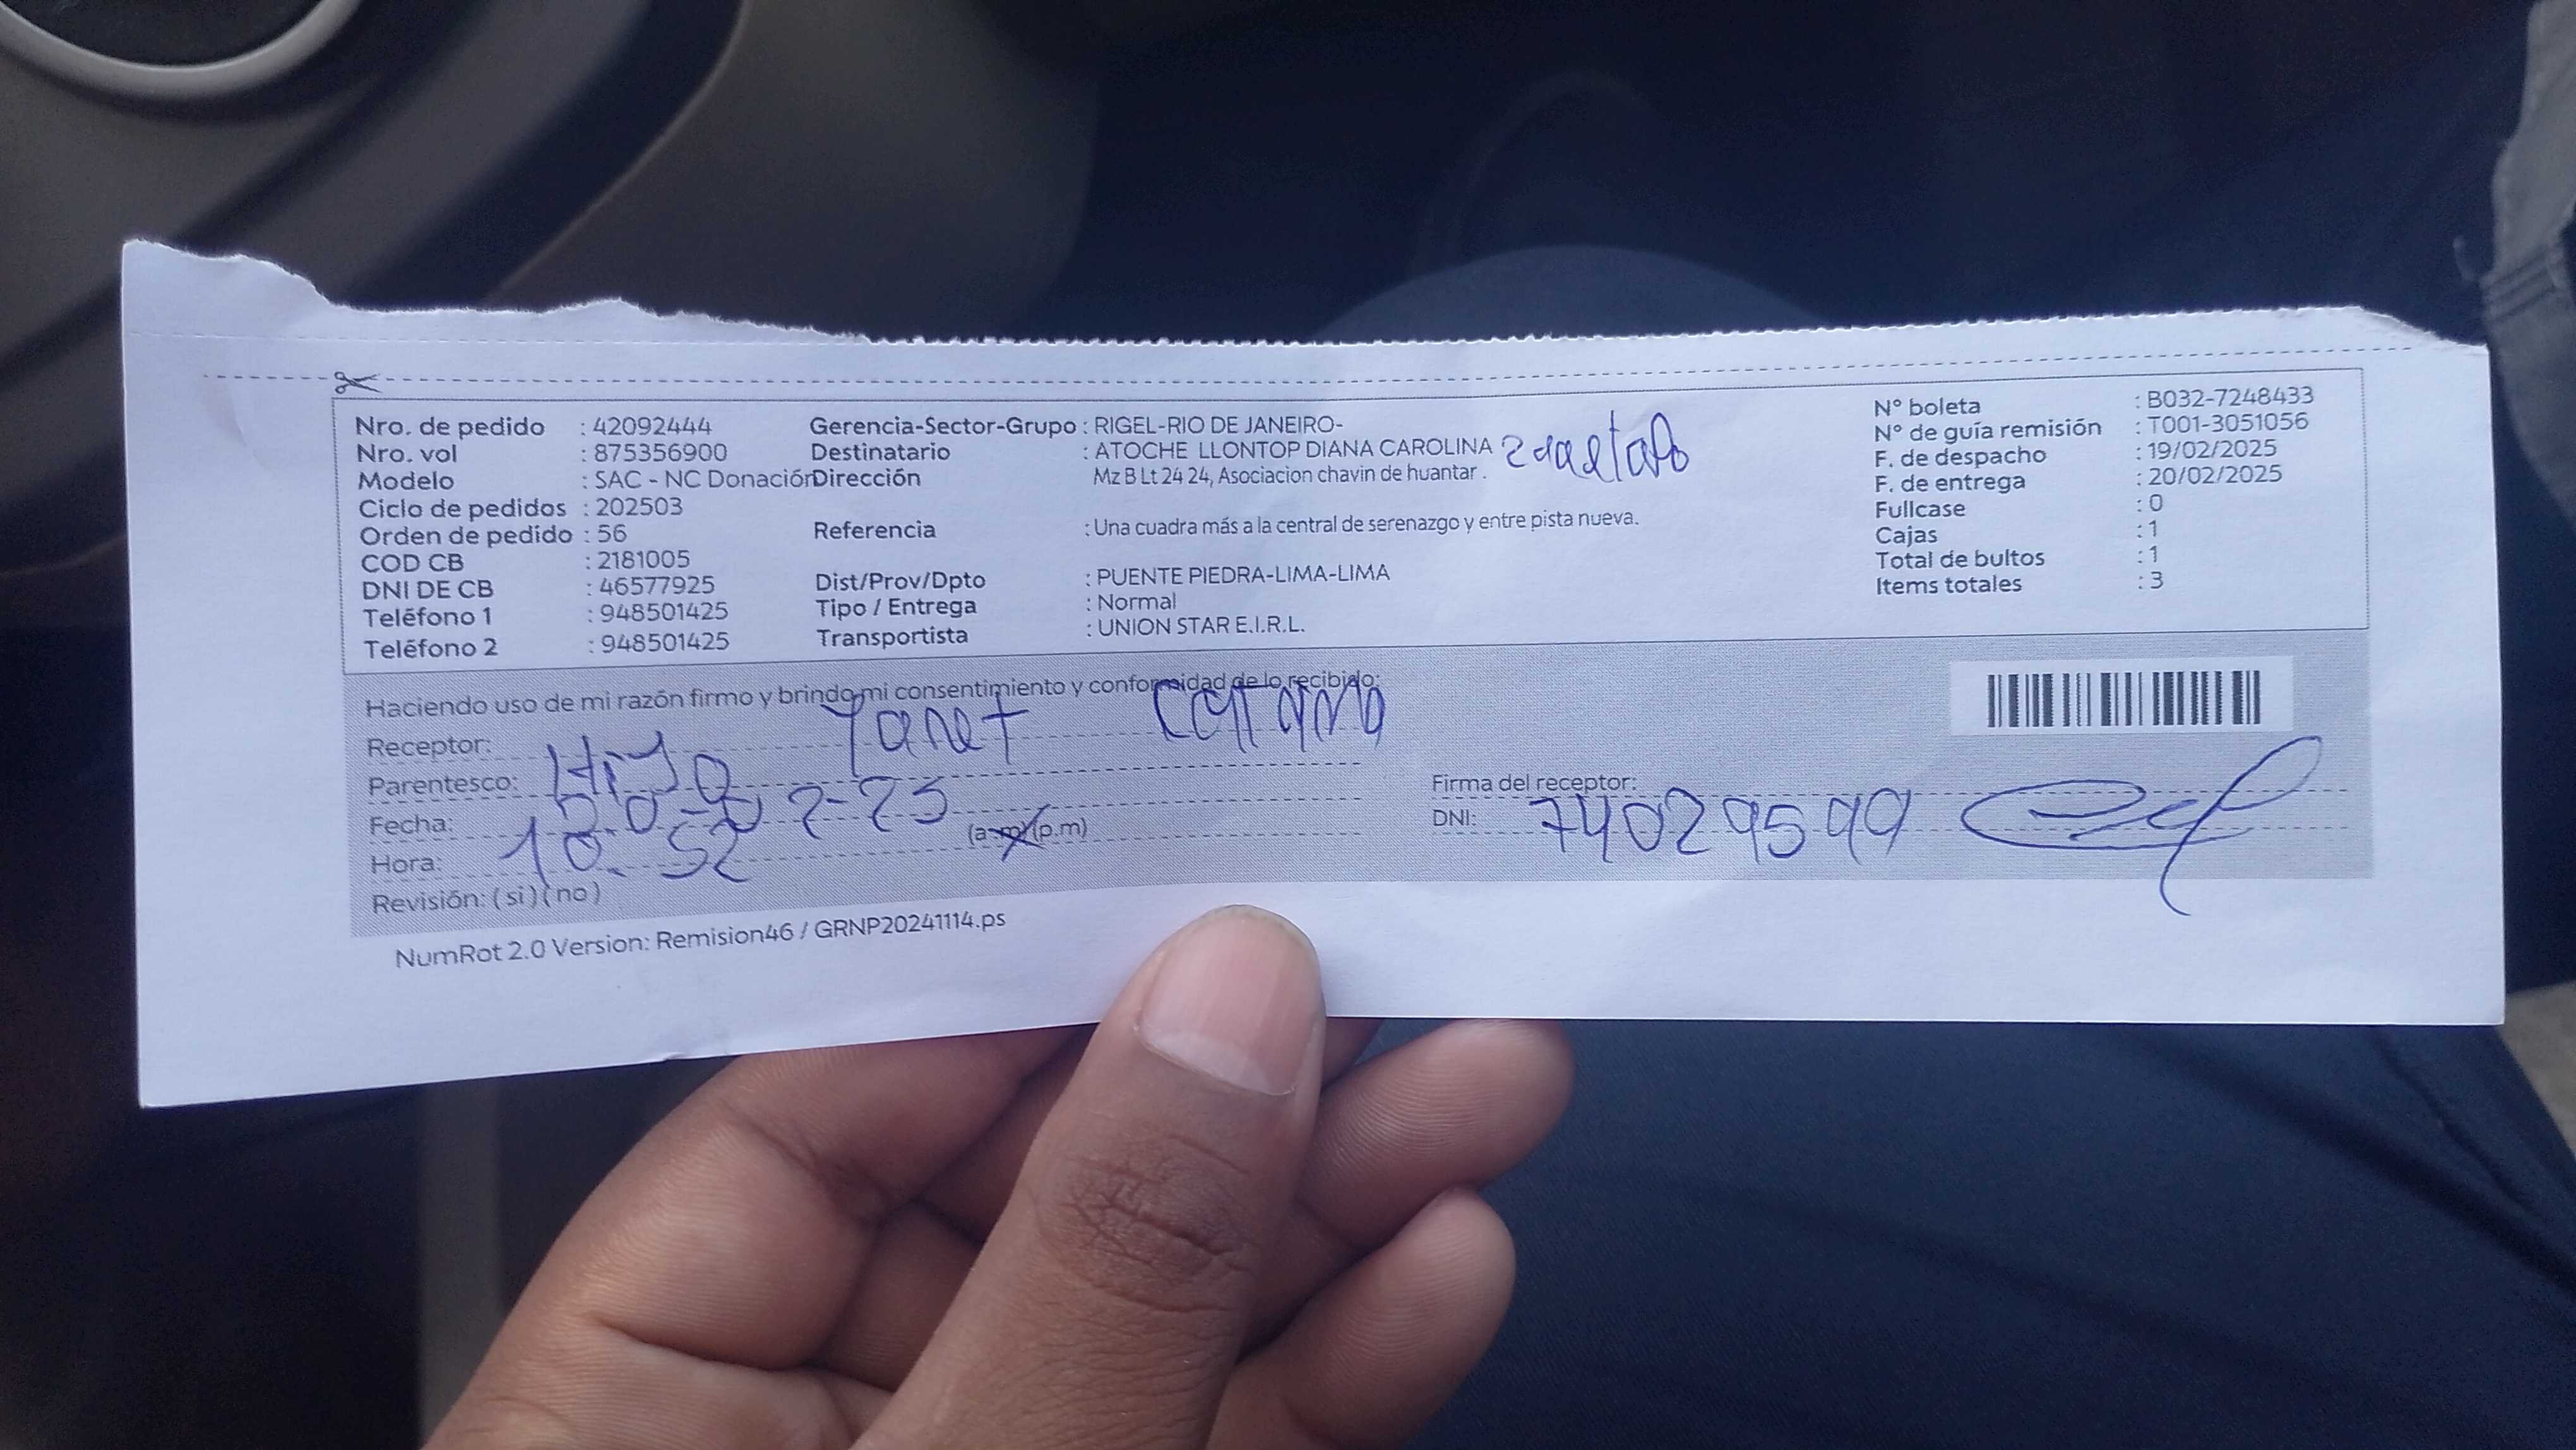 Nro. de pedido : 42092444
Nro. vol : 875356900
Modelo : SAC - NC Donación
Ciclo de pedidos : 202503
Orden de pedido : 56
COD CB : 2181005
DNI DE CB : 46577925
Teléfono 1 : 948501425
Teléfono 2 : 948501425
Gerencia-Sector-Grupo : RIGEL-RIO DE JANEIRO-
Destinatario : ATOCHE LLONTOP DIANA CAROLINA
Dirección Mz B Lt 24 24, Asociacion chavin de huantar .
Referencia : Una cuadra más a la central de serenazgo y entre pista nueva.
Dist/Prov/Dpto : PUENTE PIEDRA-LIMA-LIMA
Tipo / Entrega : Normal
Transportista : UNION STAR E.I.R.L.
N° boleta : B032-7248433
N° de guía remisión : T001-3051056
F. de despacho : 19/02/2025
F. de entrega : 20/02/2025
Fullcase : 0
Cajas : 1
Total de bultos : 1
Items totales : 3
Haciendo uso de mi razón firmo y brindo mi consentimiento y conformidad de lo recibido:
Receptor: Yanet
Parentesco: Hija
Fecha: 20-02-25
Hora: 10.52 (a.m) (p.m)
Revisión: ( si ) ( no )
Firma del receptor:
DNI: 74029599
NumRot 2.0 Version: Remision46 / GRNP20241114.ps